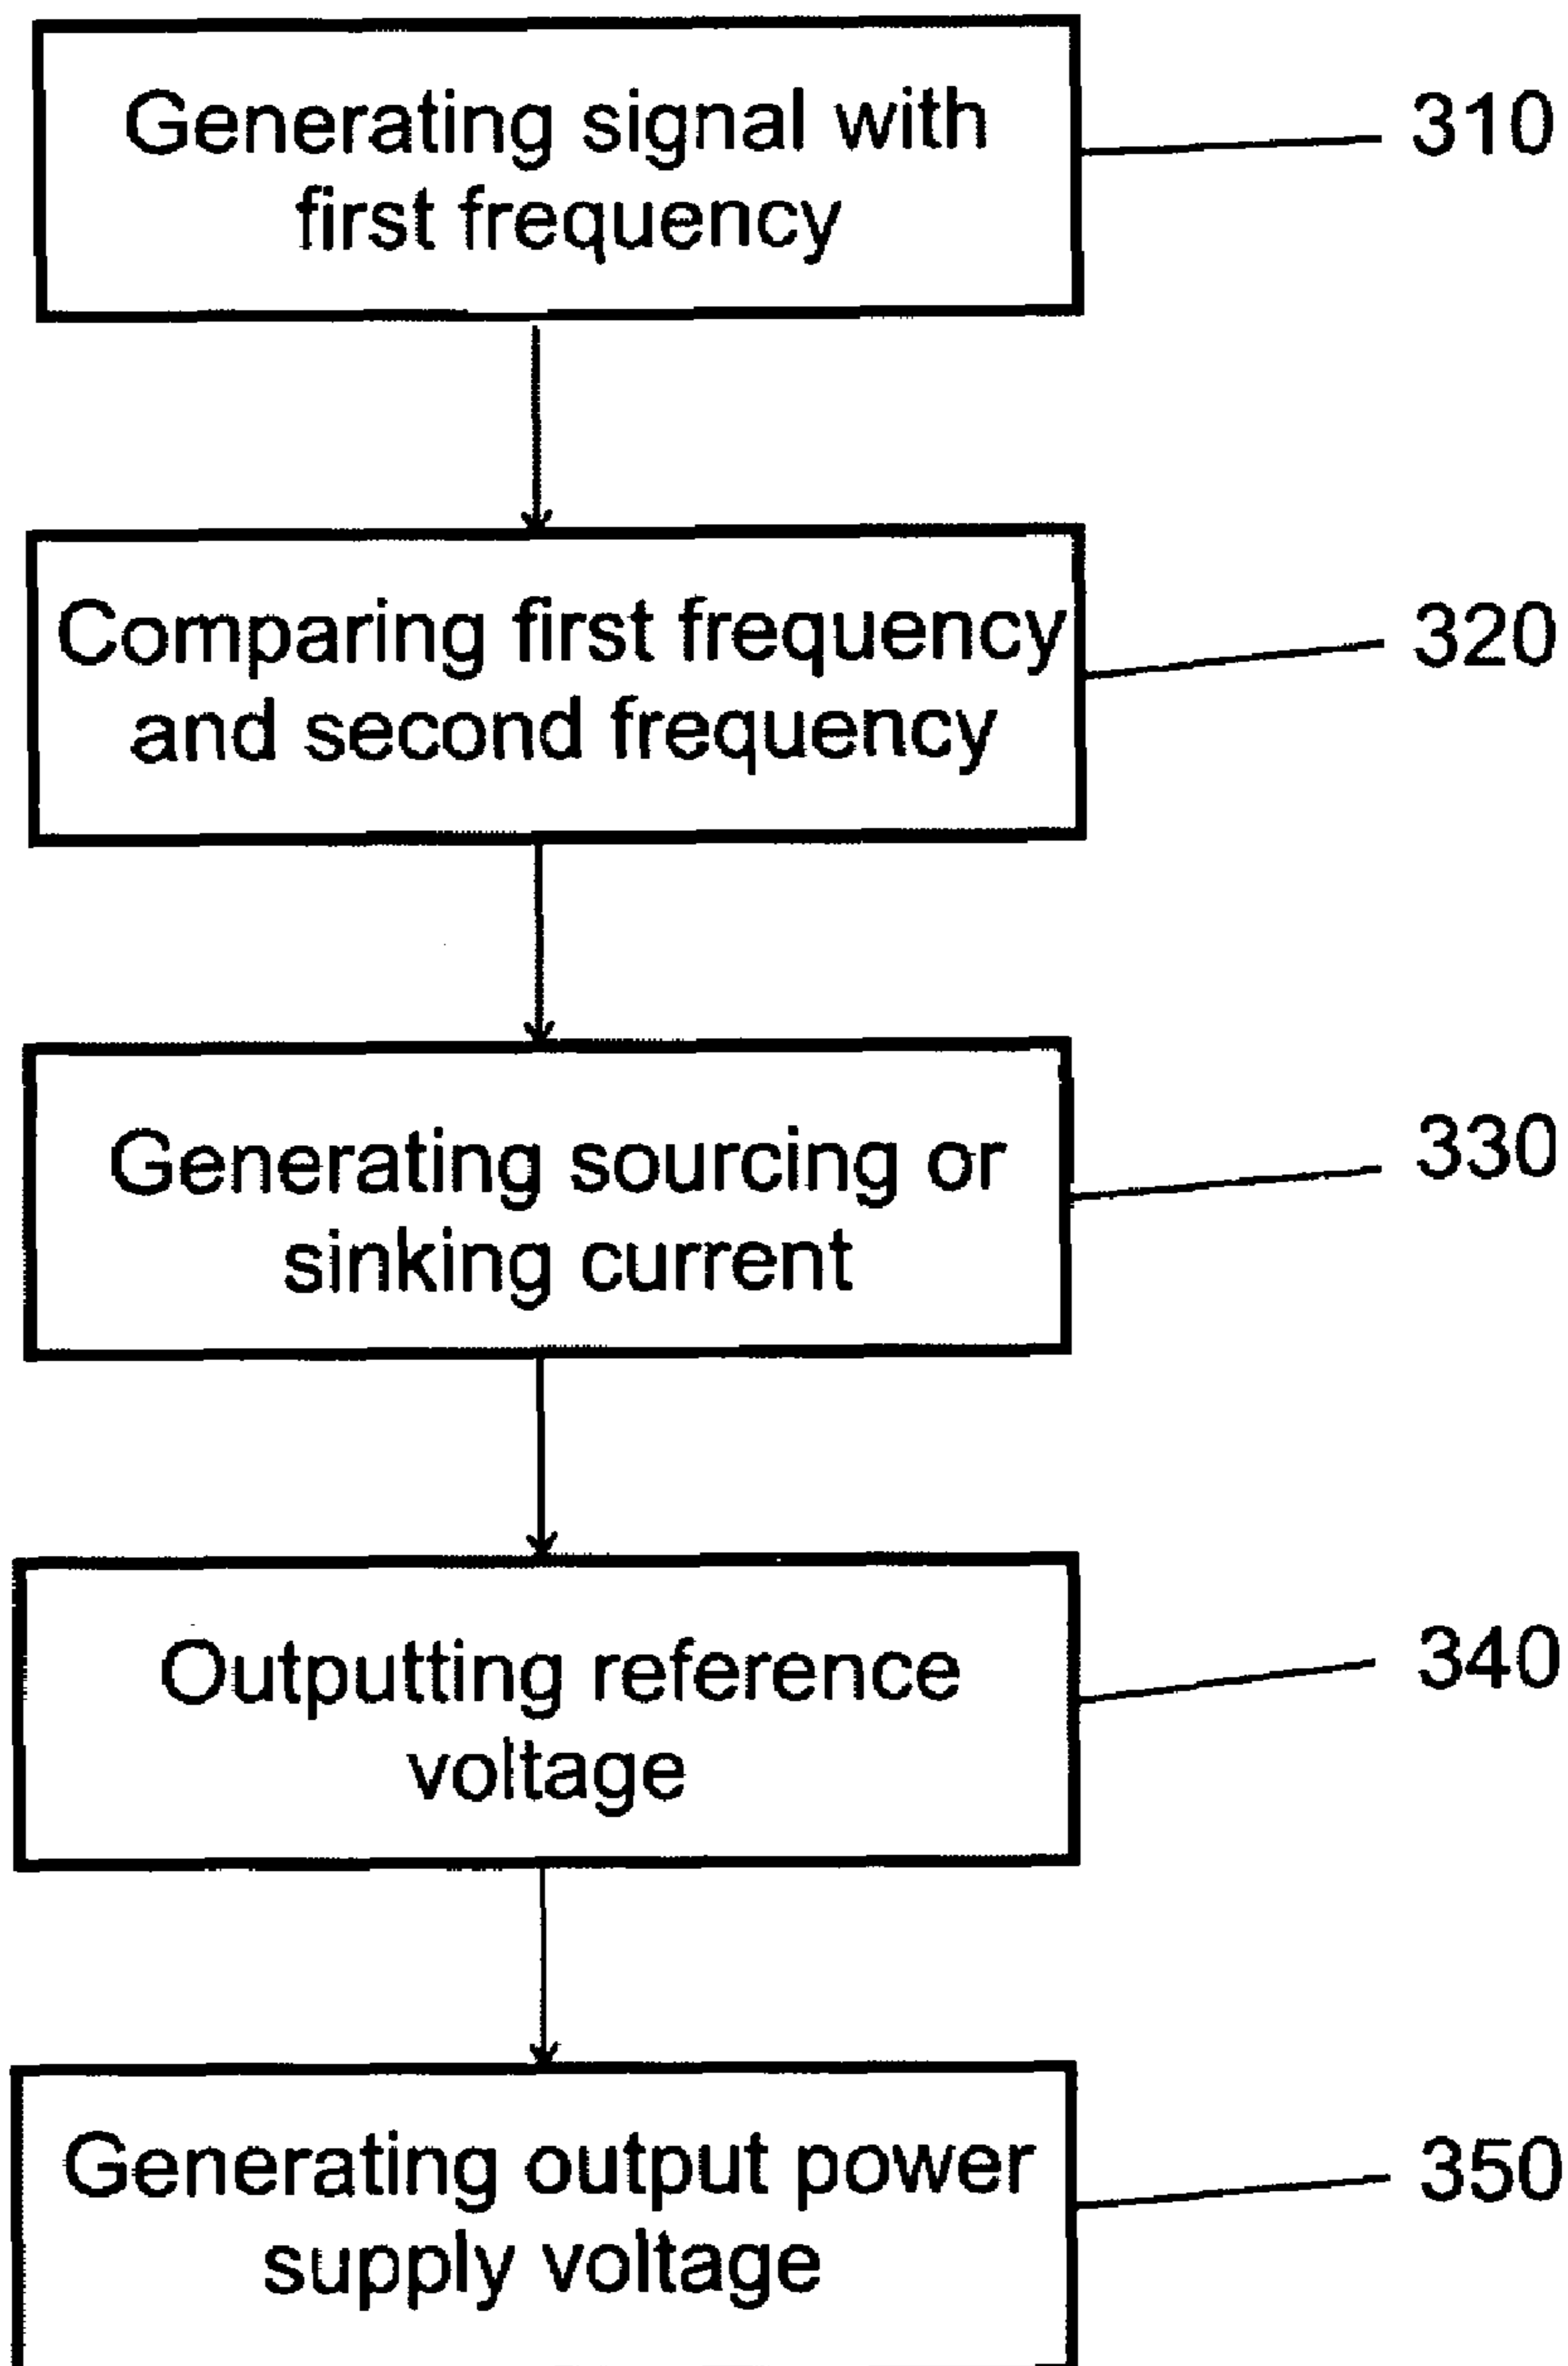 Generating signal with
first frequency
310
Comparing first frequency
and second frequency
320
Generating sourcing or
sinking current
330
Outputting reference
voltage
340
Generating output power
supply voltage
350